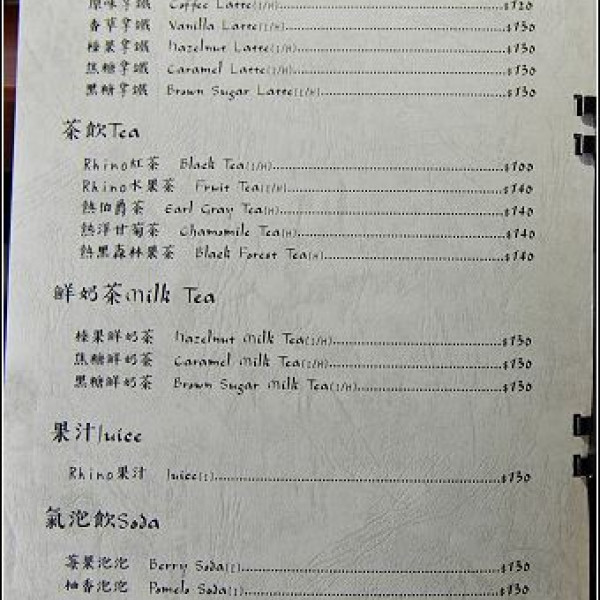 原味拿鐵 Coffee Latte(I/H) $120
香草拿鐵 Vanilla Latte(I/H) $130
榛果拿鐵 Hazelnut Latte(I/H) $130
焦糖拿鐵 Caramel Latte(I/H) $130
黑糖拿鐵 Brown Sugar Latte(I/H) $130
茶飲Tea
Rhino紅茶 Black Tea(I/H) $100
Rhino水果茶 Fruit Tea(I/H) $140
熱伯爵茶 Earl Gray Tea(H) $140
熱洋甘菊茶 Chamomile Tea(H) $140
熱黑森林果茶 Black Forest Tea(H) $140
鮮奶茶Milk Tea
榛果鮮奶茶 Hazelnut Milk Tea(I/H) $130
焦糖鮮奶茶 Caramel Milk Tea(I/H) $130
黑糖鮮奶茶 Brown Sugar Milk Tea(I/H) $130
果汁Juice
Rhino果汁 Juice(I) $130
氣泡飲Soda
莓果泡泡 Berry Soda(I) $130
柚香泡泡 Pomelo Soda(I) $130